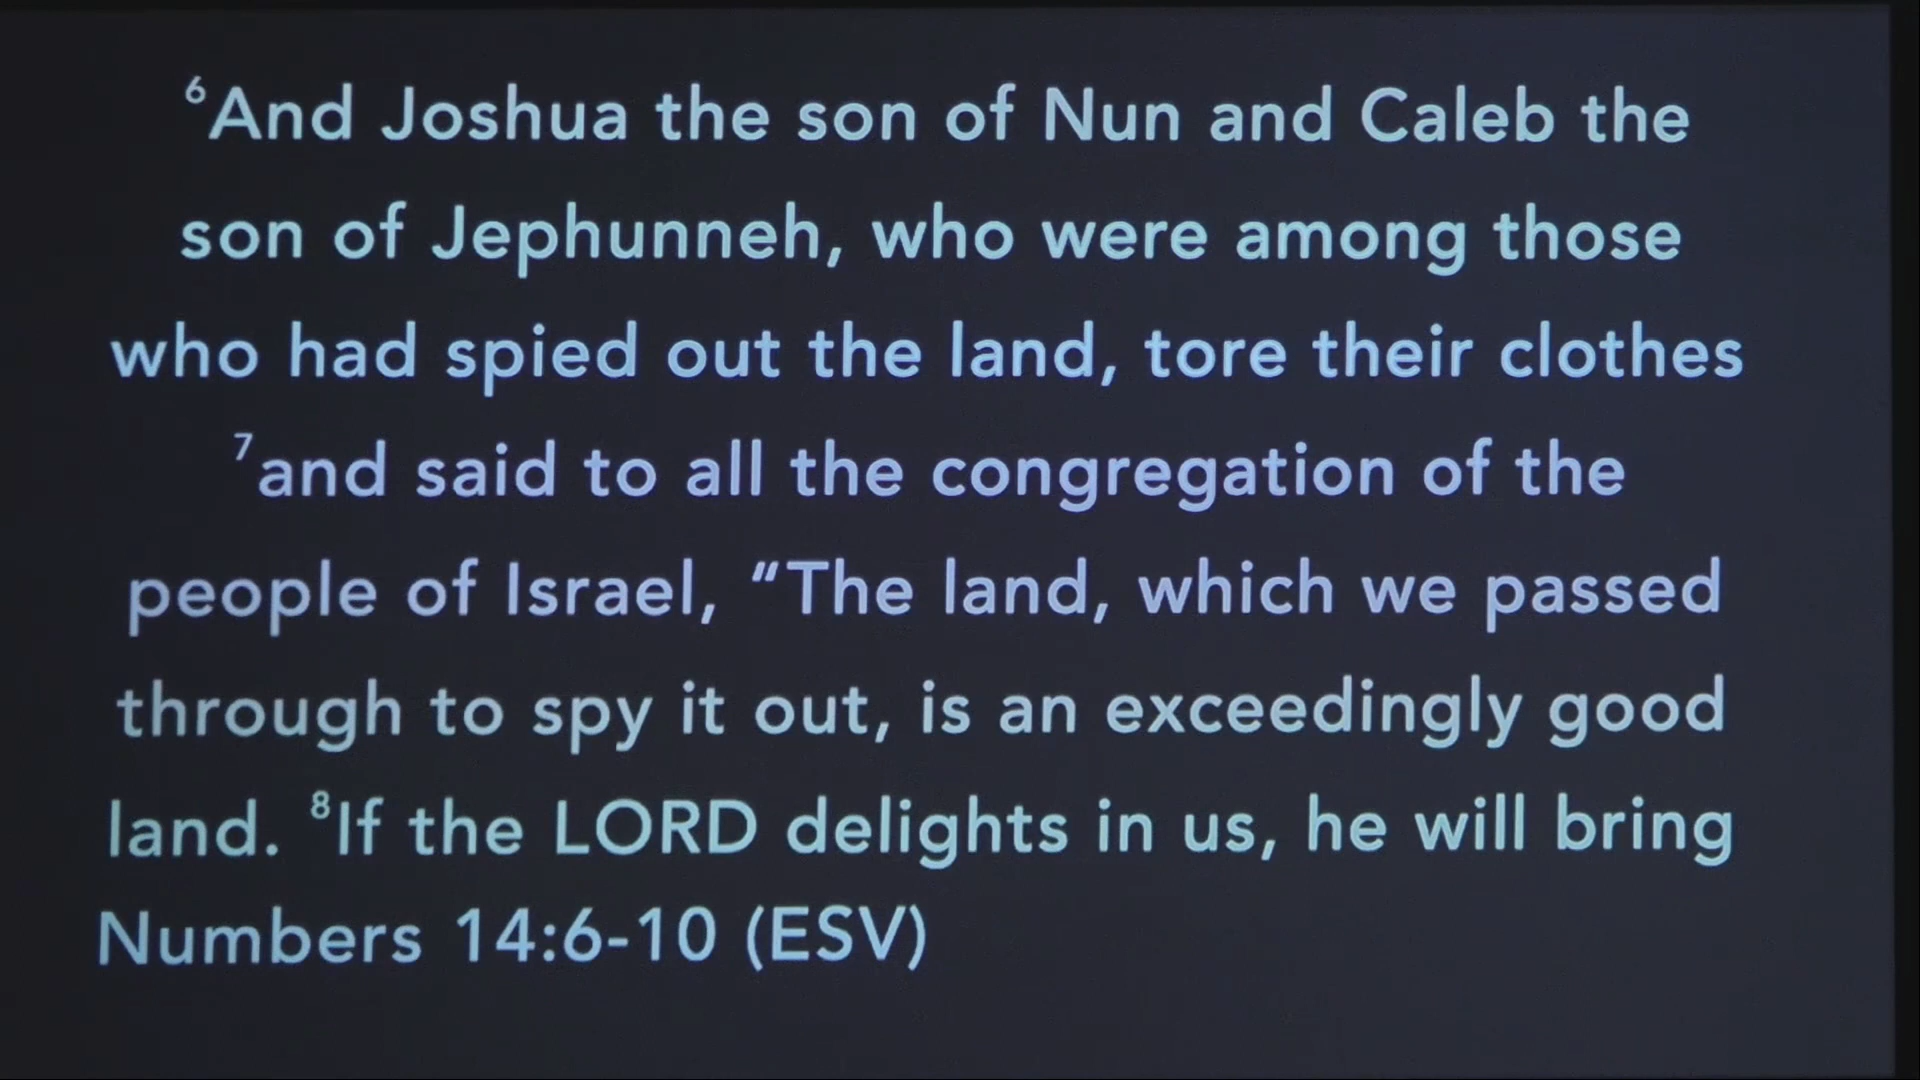 ⁶And Joshua the son of Nun and Caleb the
son of Jephunneh, who were among those
who had spied out the land, tore their clothes
⁷and said to all the congregation of the
people of Israel, “The land, which we passed
through to spy it out, is an exceedingly good
land. ⁸If the LORD delights in us, he will bring
Numbers 14:6-10 (ESV)